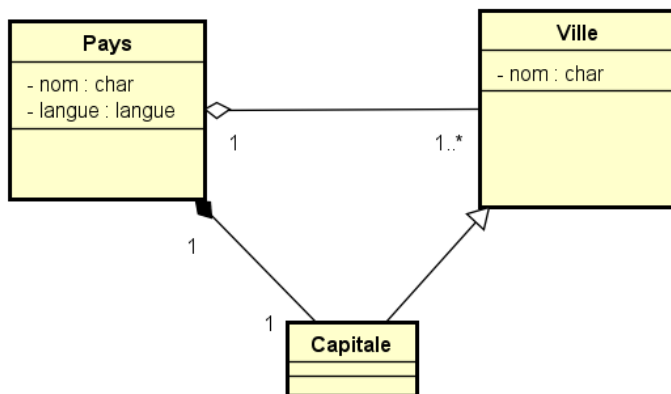 Pays
- nom : char
- langue : langue
Ville
- nom : char
1
1..*
1
1
Capitale